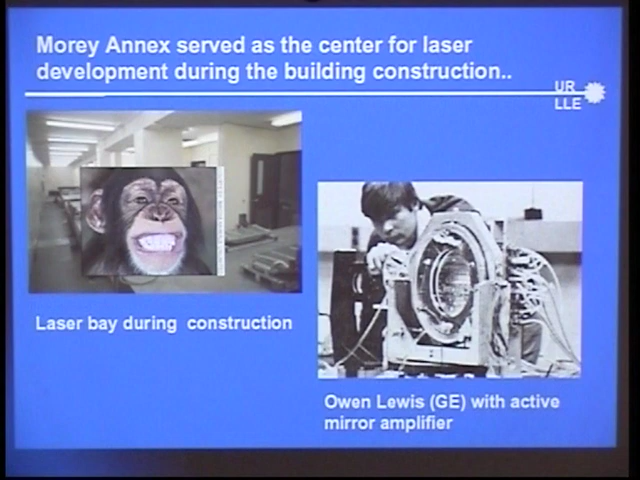 Morey Annex served as the center for laser
development during the building construction..
UR
LLE
Laser bay during  construction
Owen Lewis (GE) with active
mirror amplifier